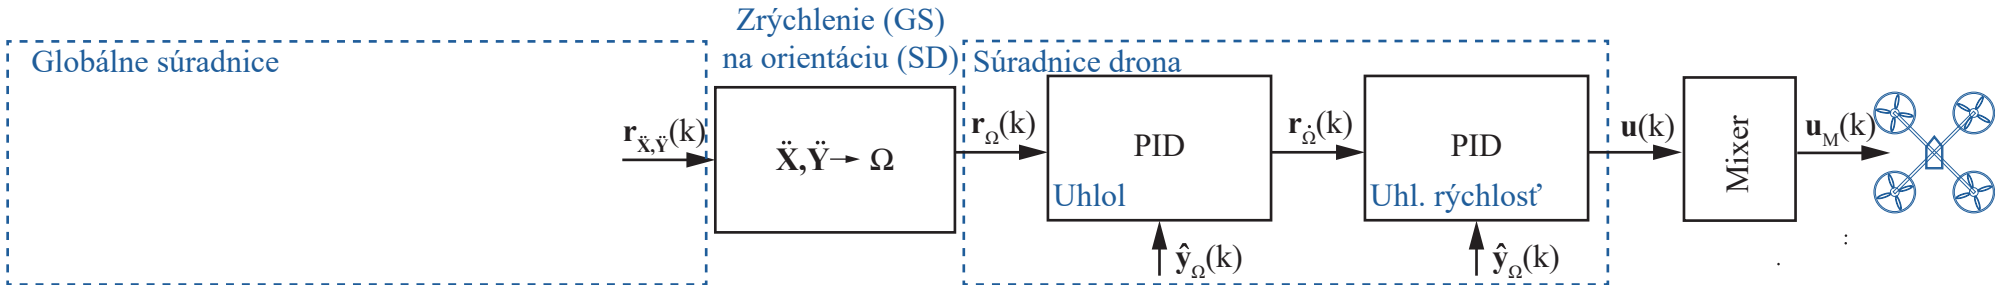 Zrýchlenie (GS)
na orientáciu (SD)
Globálne súradnice
Súradnice drona
r_Ẍ,Ÿ(k)
Ẍ,Ÿ→ Ω
r_Ω(k)
PID
Uhlol
ŷ_Ω(k)
r_Ω̇(k)
PID
Uhl. rýchlosť
ŷ_Ω(k)
u(k)
Mixer
u_M(k)